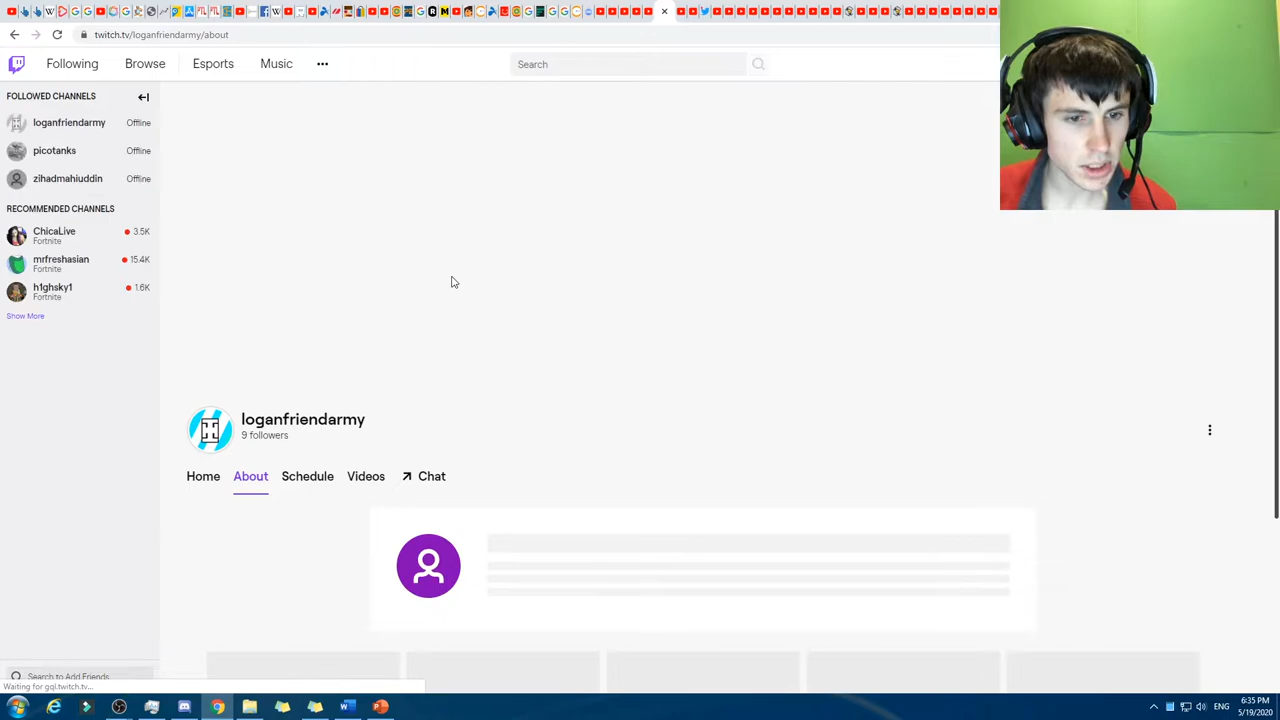 twitch.tv/loganfriendarmy/about
Following
Browse
Esports
Music
Search
FOLLOWED CHANNELS
loganfriendarmy Offline
picotanks Offline
zihadmahiuddin Offline
RECOMMENDED CHANNELS
ChicaLive 3.5K
Fortnite
mrfreshasian 15.4K
Fortnite
h1ghsky1 1.6K
Fortnite
Show More
loganfriendarmy
9 followers
Home About Schedule Videos Chat
Search to Add Friends
Waiting for gql.twitch.tv...
ENG
6:35 PM
5/19/2020